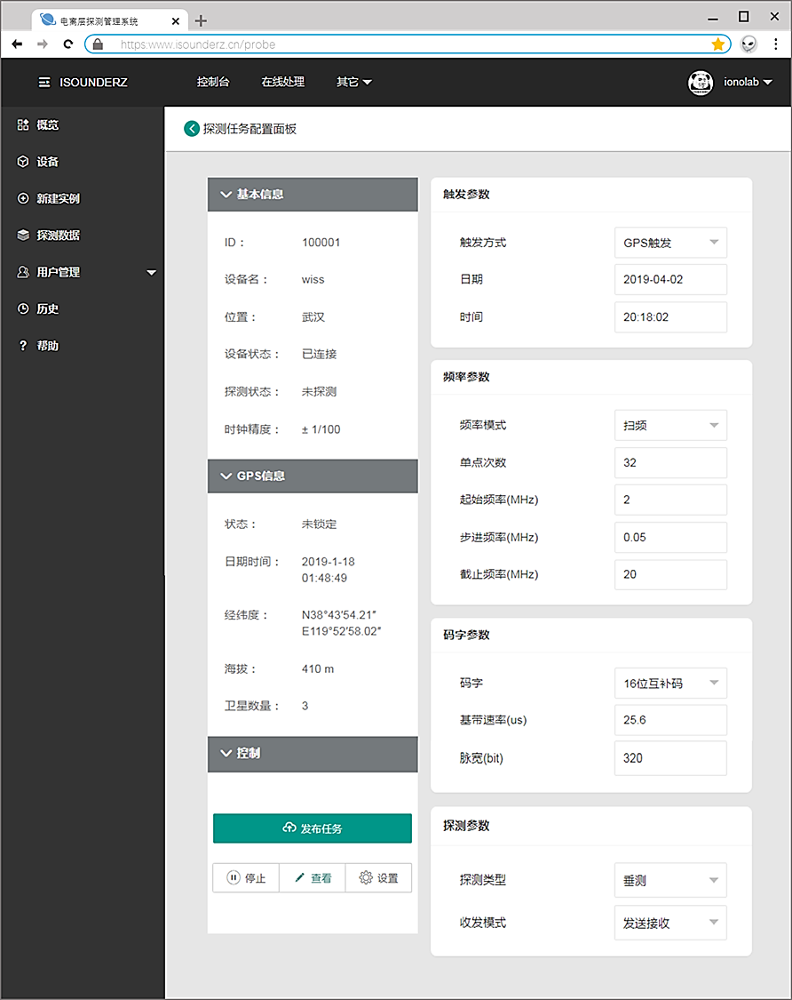 电离层探测管理系统
https:www.isounderz.cn/probe
ISOUNDERZ
控制台
在线处理
其它
ionolab
概览
设备
新建实例
探测数据
用户管理
历史
? 帮助
探测任务配置面板
基本信息
ID： 100001
设备名： wiss
位置： 武汉
设备状态： 已连接
探测状态： 未探测
时钟精度： ± 1/100
GPS信息
状态： 未锁定
日期时间： 2019-1-18
01:48:49
经纬度： N38°43′54.21″
E119°52′58.02″
海拔： 410 m
卫星数量： 3
控制
发布任务
停止
查看
设置
触发参数
触发方式 GPS触发
日期 2019-04-02
时间 20:18:02
频率参数
频率模式 扫频
单点次数 32
起始频率(MHz) 2
步进频率(MHz) 0.05
截止频率(MHz) 20
码字参数
码字 16位互补码
基带速率(us) 25.6
脉宽(bit) 320
探测参数
探测类型 垂测
收发模式 发送接收